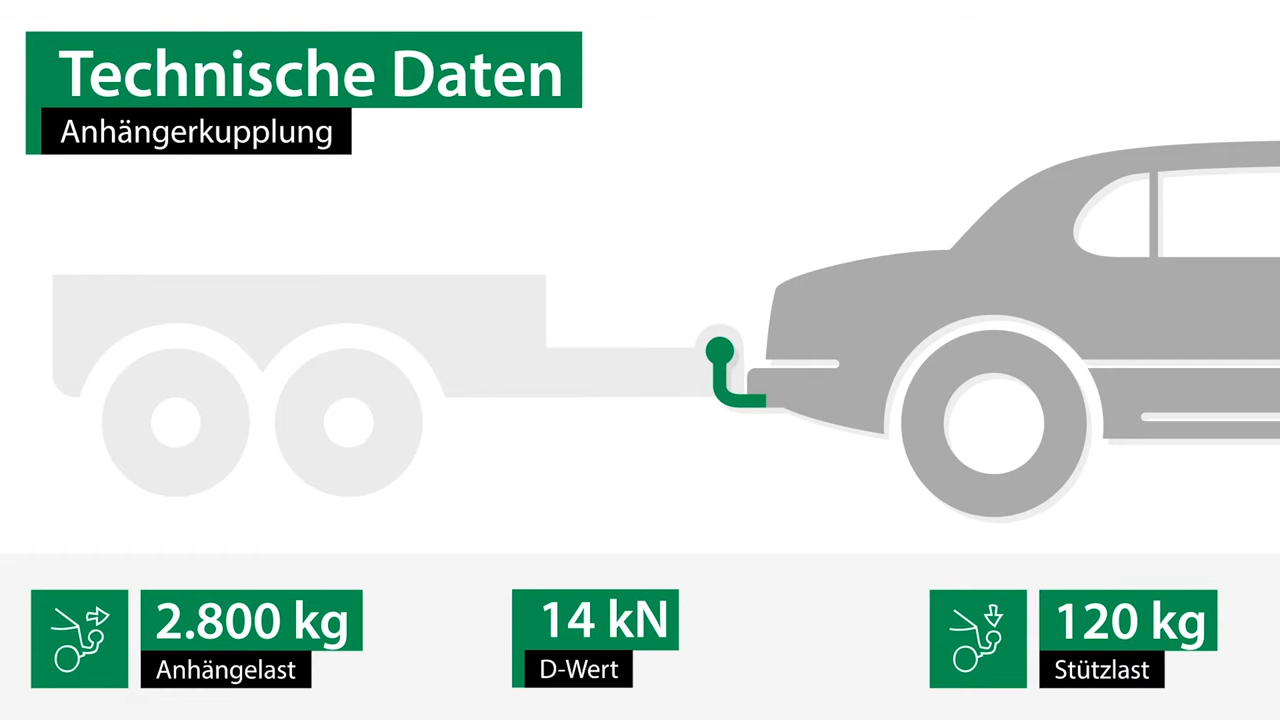 Technische Daten
Anhängerkupplung
2.800 kg
Anhängelast
14 kN
D-Wert
120 kg
Stützlast